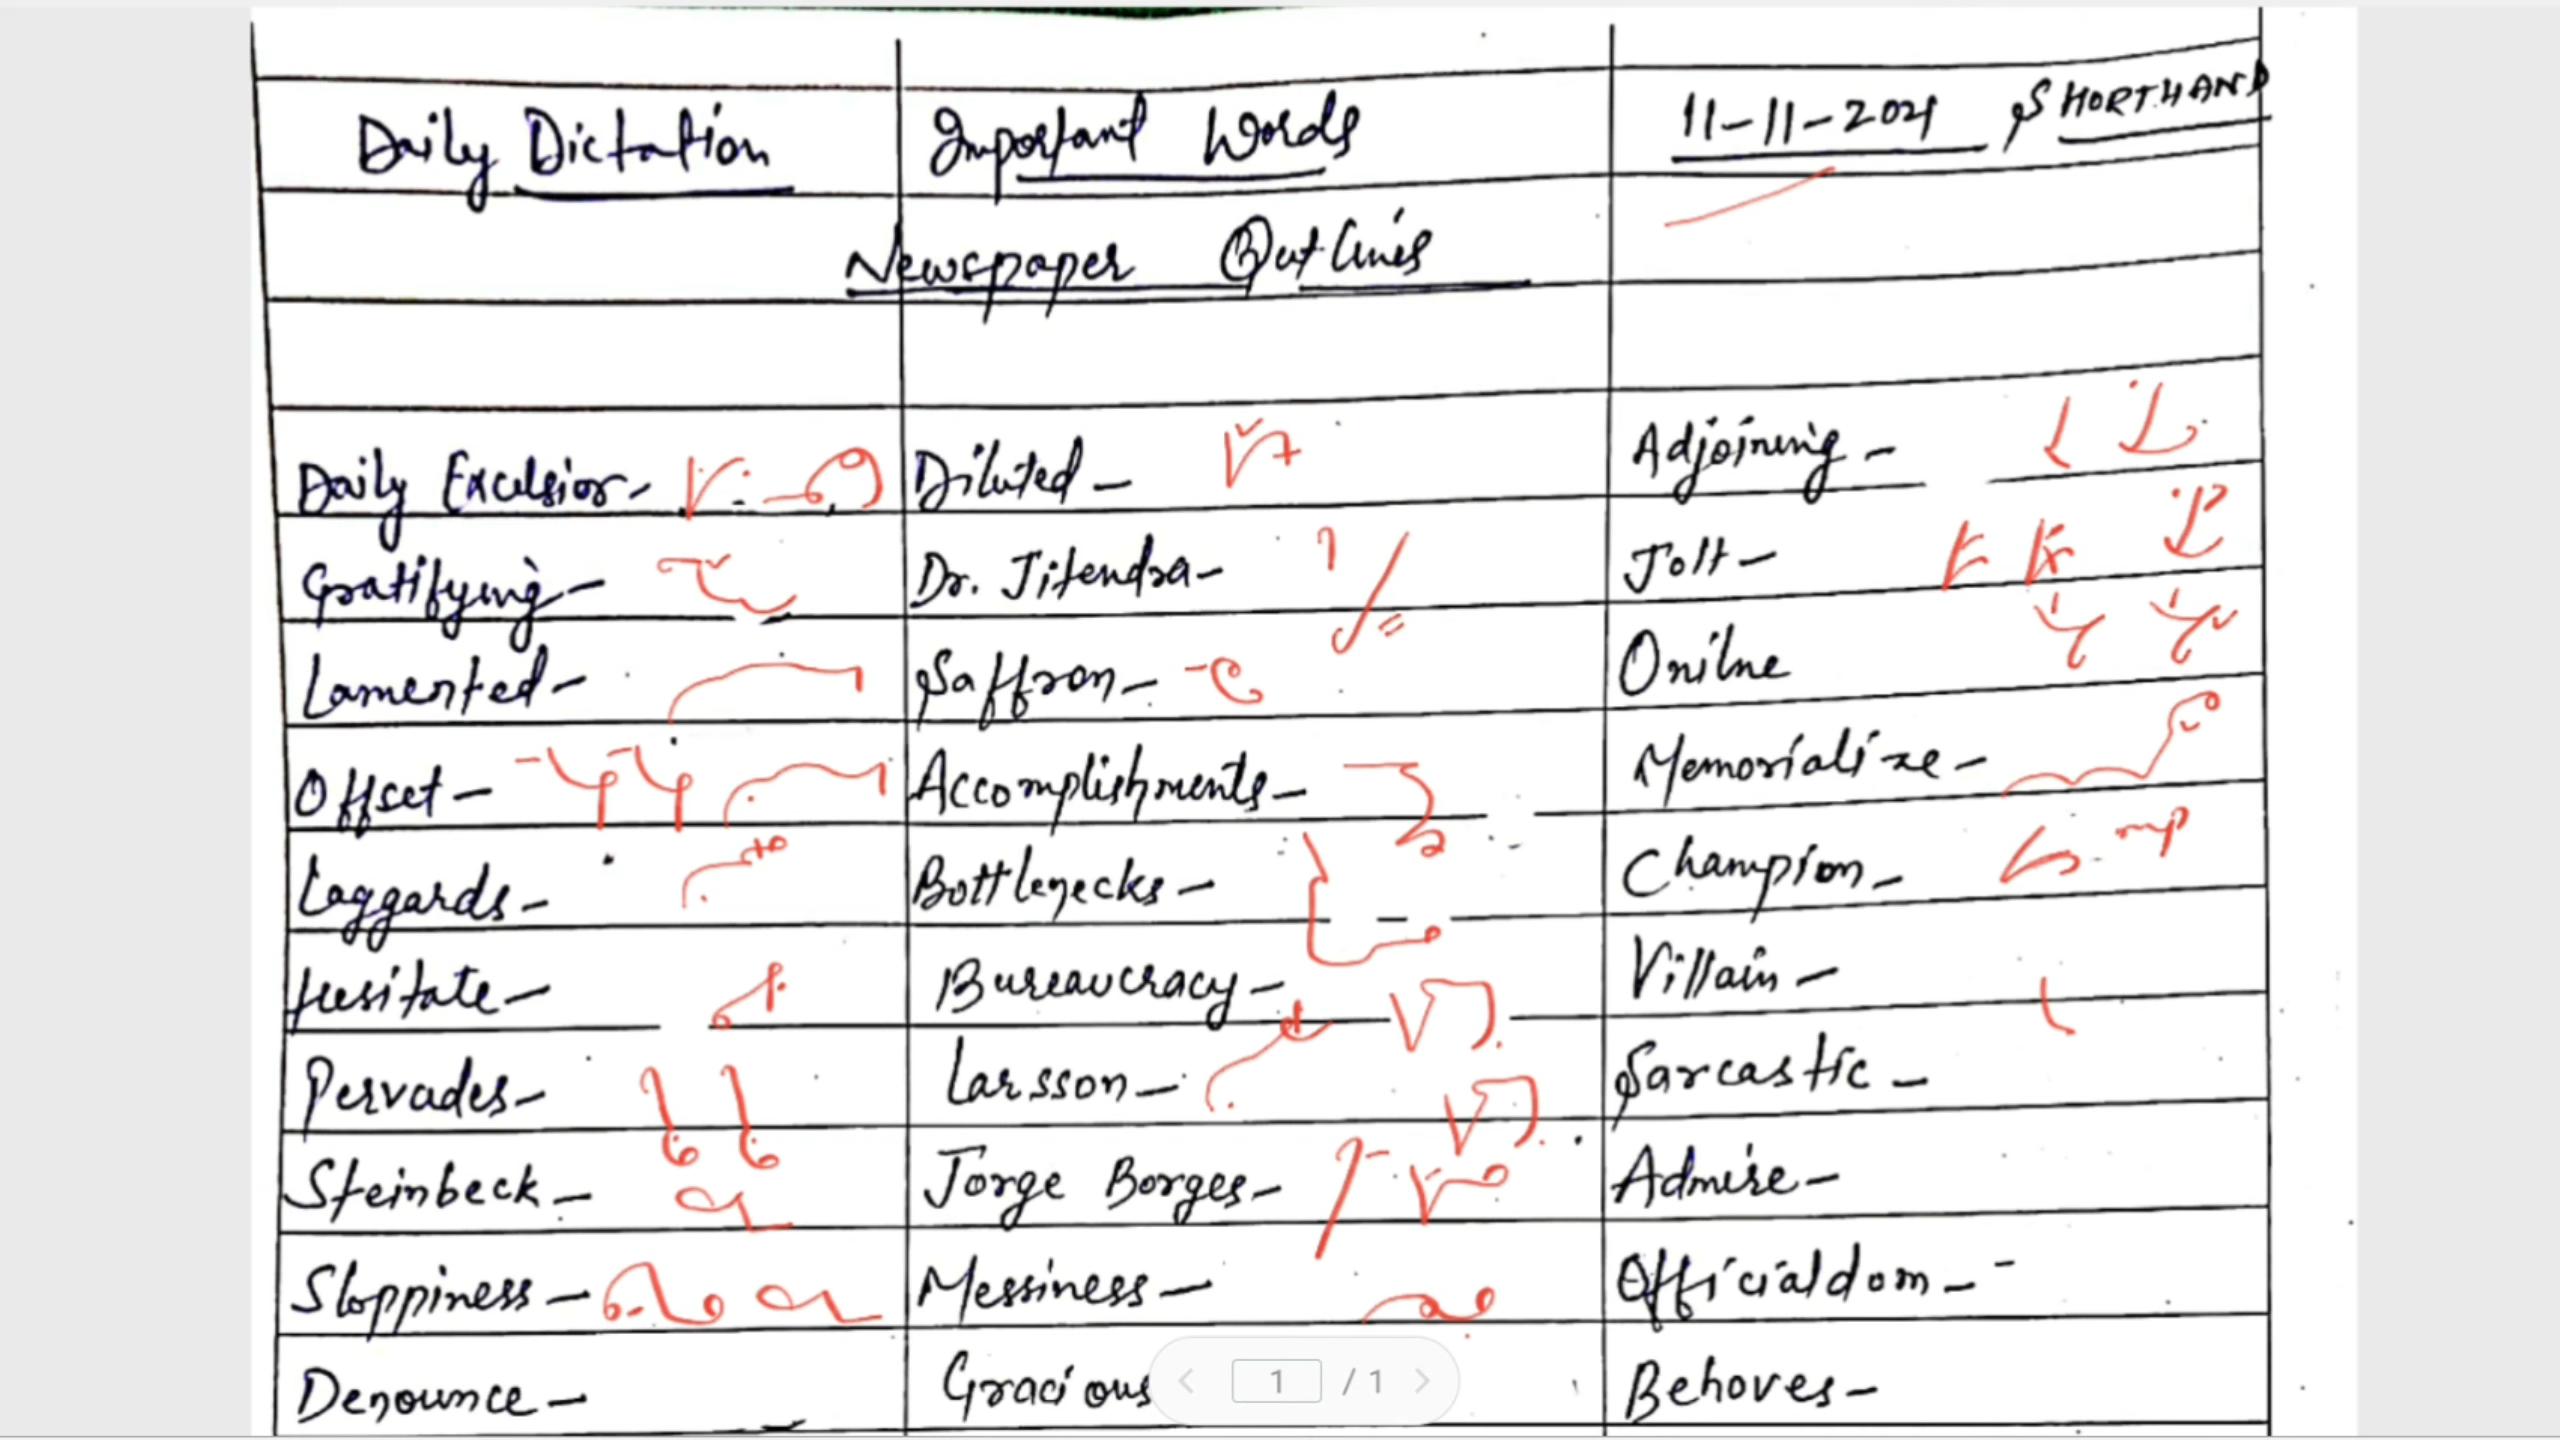 Daily Dictation Important Words 11-11-2021 SHORTHAND
Newspaper Outlines
Daily Excelsior- Diluted- Adjoining-
Gratifying- Dr. Jitendra- Jolt-
Lamented- Saffron- Onilne
Offset- Accomplishments- Memorialize-
Laggards- Bottlenecks- Champion-
Hesitate- Bureaucracy- Villain-
Pervades- Larsson- Sarcastic-
Steinbeck- Jorge Borges- Admire-
Sloppiness- Messiness- Officialdom-
Denounce- Gracious Behoves-
1 / 1